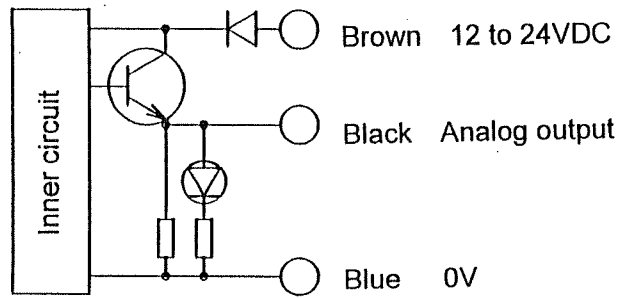 Inner circuit
Brown 12 to 24VDC
Black Analog output
Blue 0V